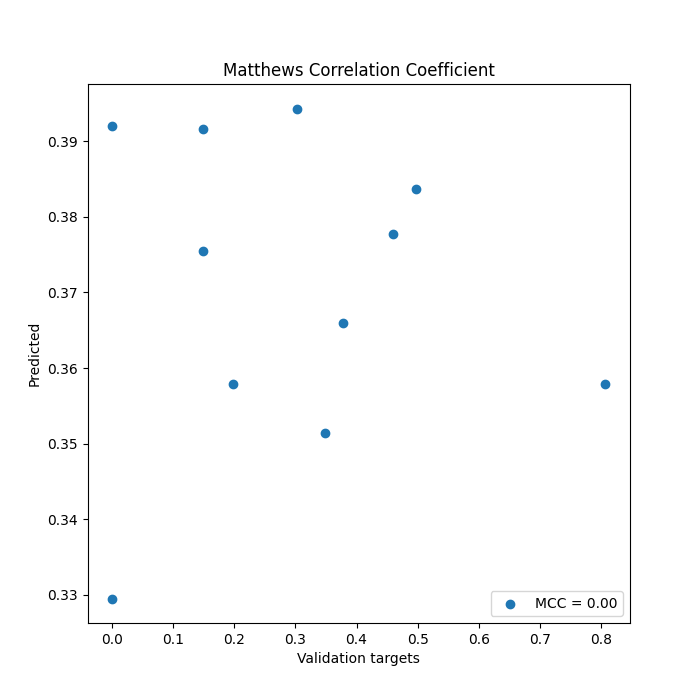 Matthews Correlation Coefficient
0.39
0.38
0.37
0.36
0.35
0.34
0.33
Predicted
MCC = 0.00
0.0 0.1 0.2 0.3 0.4 0.5 0.6 0.7 0.8
Validation targets